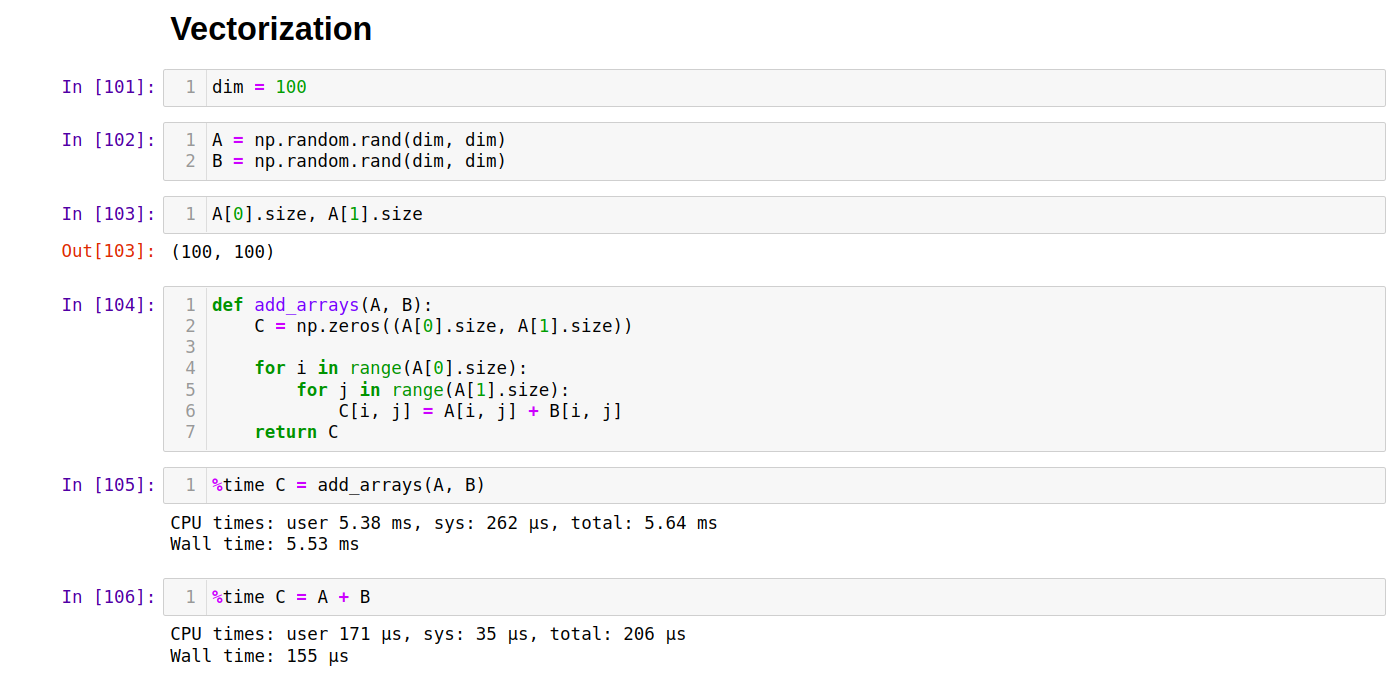 Vectorization
In [101]: 1 dim = 100
In [102]: 1 A = np.random.rand(dim, dim)
2 B = np.random.rand(dim, dim)
In [103]: 1 A[0].size, A[1].size
Out[103]: (100, 100)
In [104]: 1 def add_arrays(A, B):
2     C = np.zeros((A[0].size, A[1].size))
3
4     for i in range(A[0].size):
5         for j in range(A[1].size):
6             C[i, j] = A[i, j] + B[i, j]
7     return C
In [105]: 1 %time C = add_arrays(A, B)
CPU times: user 5.38 ms, sys: 262 µs, total: 5.64 ms
Wall time: 5.53 ms
In [106]: 1 %time C = A + B
CPU times: user 171 µs, sys: 35 µs, total: 206 µs
Wall time: 155 µs